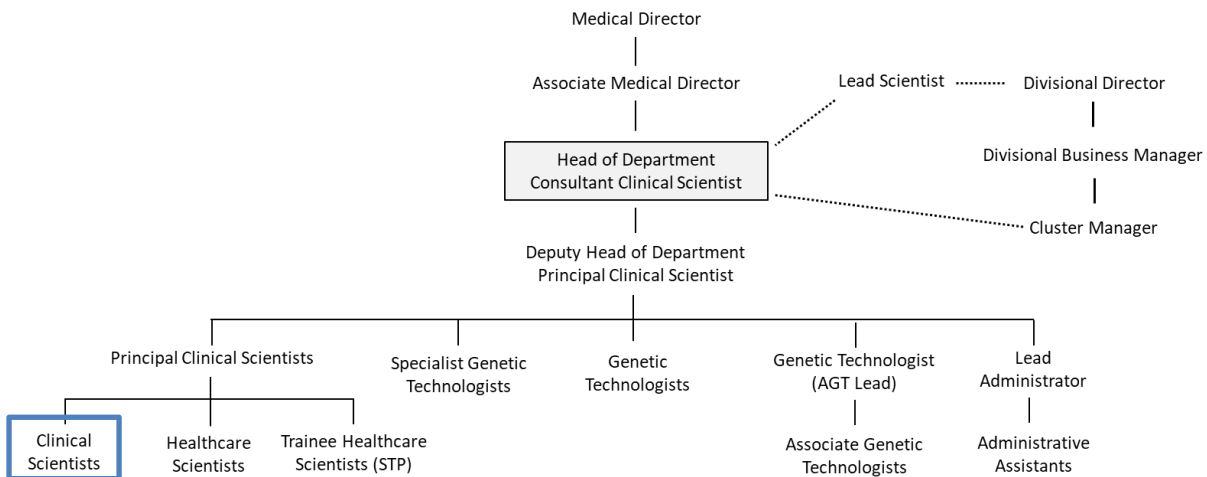 Medical Director
Associate Medical Director
Lead Scientist
Divisional Director
Head of Department
Consultant Clinical Scientist
Divisional Business Manager
Cluster Manager
Deputy Head of Department
Principal Clinical Scientist
Principal Clinical Scientists
Specialist Genetic
Technologists
Genetic
Technologists
Genetic Technologist
(AGT Lead)
Lead
Administrator
Clinical
Scientists
Healthcare
Scientists
Trainee Healthcare
Scientists (STP)
Associate Genetic
Technologists
Administrative
Assistants